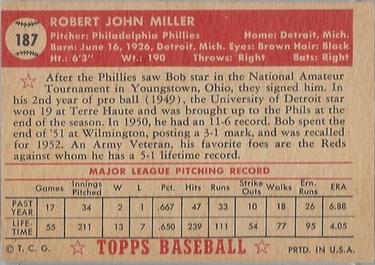 187
ROBERT JOHN MILLER
Pitcher: Philadelphia Phillies Home: Detroit, Mich.
Born: June 16, 1926, Detroit, Mich. Eyes: Brown Hair: Black
Ht.: 6'3" Wt.: 190 Throws: Right Bats: Right
☆ After the Phillies saw Bob star in the National Amateur
Tournament in Youngstown, Ohio, they signed him. In
his 2nd year of pro ball (1949), the University of Detroit star
won 19 at Terre Haute and was brought up to the Phils at the
end of the season. In 1950, he had an 11-6 record. Bob spent the
end of '51 at Wilmington, posting a 3-1 mark, and was recalled
for 1952. An Army Veteran, his favorite foes are the Reds
against whom he has a 5-1 lifetime record.
MAJOR LEAGUE PITCHING RECORD
Games Innings Pitched W L Pct. Hits Runs Strike Outs Walks Ern. Runs ERA
PAST YEAR 17 34 2 1 .667 47 33 10 18 26 6.88
LIFE-TIME 55 211 13 7 .650 239 111 54 77 95 4.05
© T. C. G. ☆ TOPPS BASEBALL ☆ PRTD. IN U.S.A.